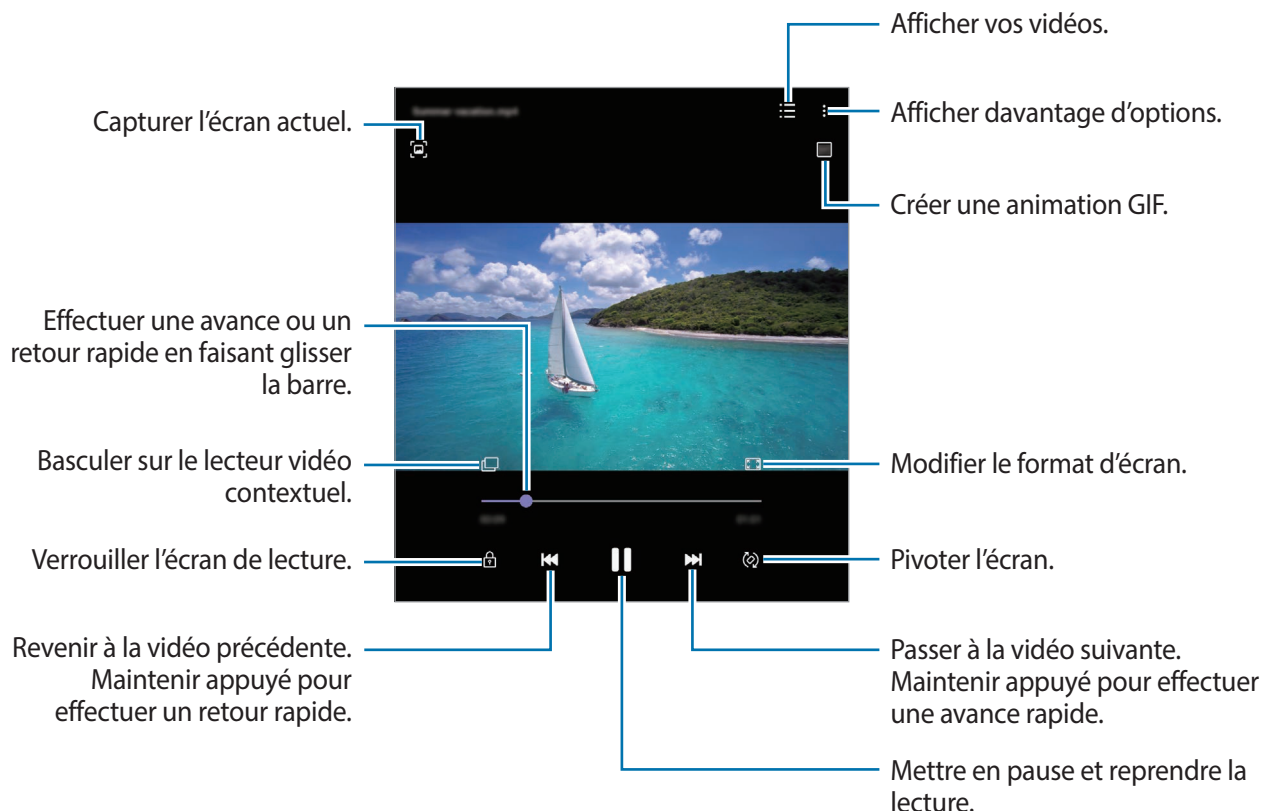 Afficher vos vidéos.
Capturer l’écran actuel.
Afficher davantage d’options.
Créer une animation GIF.
Effectuer une avance ou un
retour rapide en faisant glisser
la barre.
Basculer sur le lecteur vidéo
contextuel.
Modifier le format d’écran.
Verrouiller l’écran de lecture.
Pivoter l’écran.
Revenir à la vidéo précédente.
Maintenir appuyé pour
effectuer un retour rapide.
Passer à la vidéo suivante.
Maintenir appuyé pour effectuer
une avance rapide.
Mettre en pause et reprendre la
lecture.